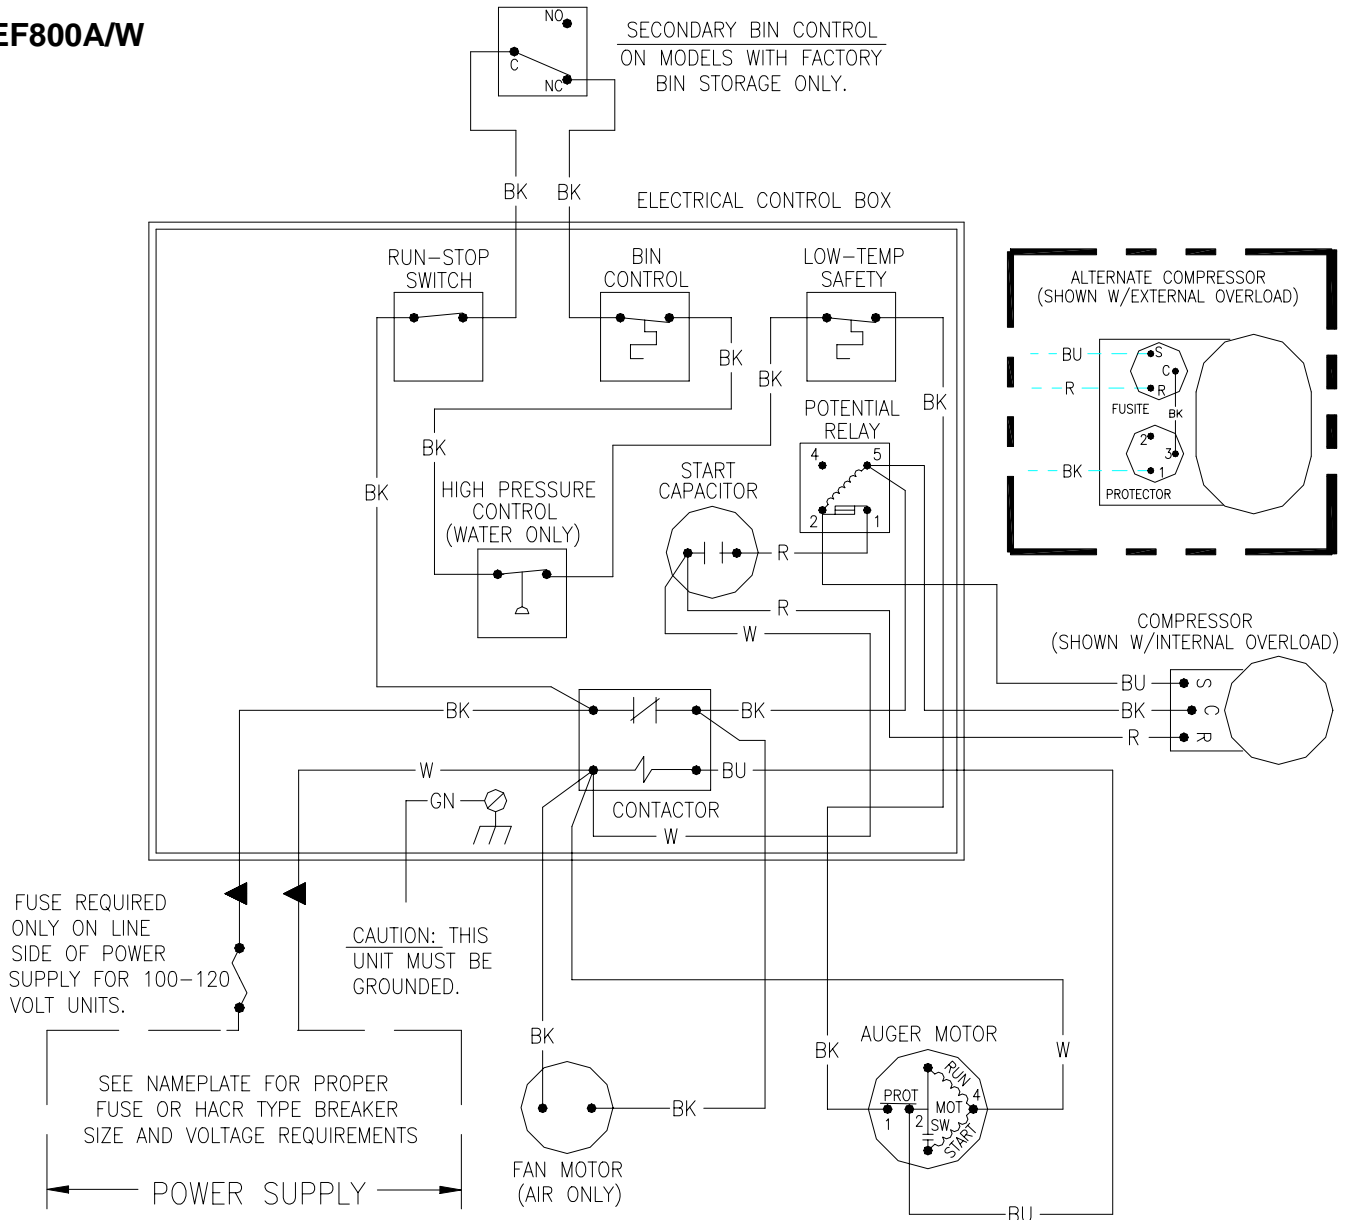 EF800A/W
NO
C
NC
SECONDARY BIN CONTROL
ON MODELS WITH FACTORY
BIN STORAGE ONLY.
BK
BK
ELECTRICAL CONTROL BOX
RUN-STOP
SWITCH
BIN
CONTROL
LOW-TEMP
SAFETY
BK
BK
BK
BK
BK
HIGH PRESSURE
CONTROL
(WATER ONLY)
START
CAPACITOR
POTENTIAL
RELAY
4
5
2
1
R
R
W
ALTERNATE COMPRESSOR
(SHOWN W/EXTERNAL OVERLOAD)
BU
S
C
R
R
FUSITE
BK
2
3
BK
1
PROTECTOR
COMPRESSOR
(SHOWN W/INTERNAL OVERLOAD)
BU
S
BK
C
R
R
BK
BK
W
BU
GN
CONTACTOR
W
FUSE REQUIRED
ONLY ON LINE
SIDE OF POWER
SUPPLY FOR 100-120
VOLT UNITS.
CAUTION: THIS
UNIT MUST BE
GROUNDED.
SEE NAMEPLATE FOR PROPER
FUSE OR HACR TYPE BREAKER
SIZE AND VOLTAGE REQUIREMENTS
POWER SUPPLY
BK
BK
FAN MOTOR
(AIR ONLY)
BK
AUGER MOTOR
W
RUN
PROT
4
MOT
1
2
SW
START
BU